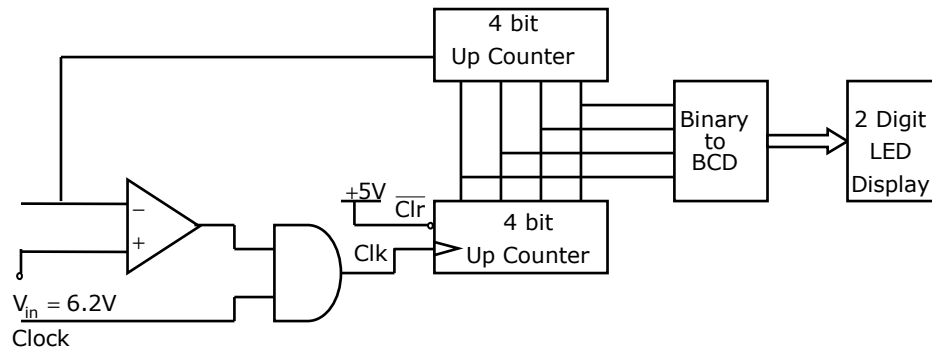 4 bit
Up Counter
Binary
to
BCD
2 Digit
LED
Display
+5V
Clr
4 bit
Up Counter
Clk
−
+
Vin = 6.2V
Clock